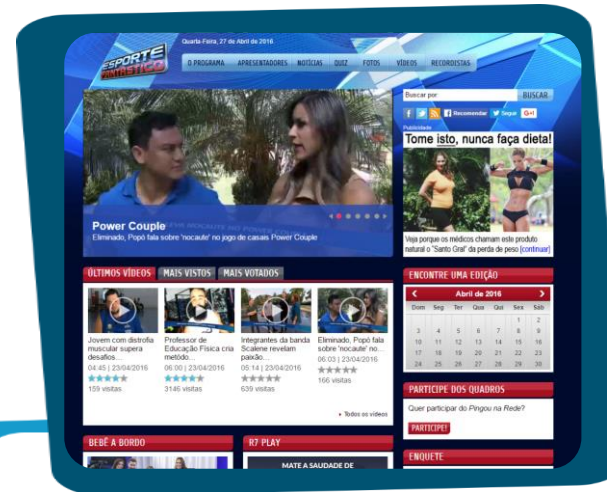 ESPORTE
FANTÁSTICO
Quarta-Feira, 27 de Abril de 2016
O PROGRAMA APRESENTADORES NOTÍCIAS QUIZ FOTOS VÍDEOS RECORDISTAS
Power Couple
Eliminado, Popó fala sobre 'nocaute' no jogo de casais Power Couple
Buscar por: BUSCAR
Recomendar Seguir G+1
Publicidade
Tome isto, nunca faça dieta!
Veja porque os médicos chamam este produto
natural o "Santo Gral" da perda de peso [continuar]
ÚLTIMOS VÍDEOS MAIS VISTOS MAIS VOTADOS
Jovem com distrofia
muscular supera
desafios...
04:45 | 23/04/2016
159 visitas
Professor de
Educação Física cria
metódo...
06:00 | 23/04/2016
3146 visitas
Integrantes da banda
Scalene revelam
paixão...
05:14 | 23/04/2016
639 visitas
Eliminado, Popó fala
sobre 'nocaute' no...
06:03 | 23/04/2016
166 visitas
Todos os vídeos
ENCONTRE UMA EDIÇÃO
Abril de 2016
Dom Seg Ter Qua Qui Sex Sáb
1 2
3 4 5 6 7 8 9
10 11 12 13 14 15 16
17 18 19 20 21 22 23
24 25 26 27 28 29 30
PARTICIPE DOS QUADROS
Quer participar do Pingou na Rede?
PARTICIPE!
BEBÊ A BORDO
R7 PLAY
MATE A SAUDADE DE
ENQUETE